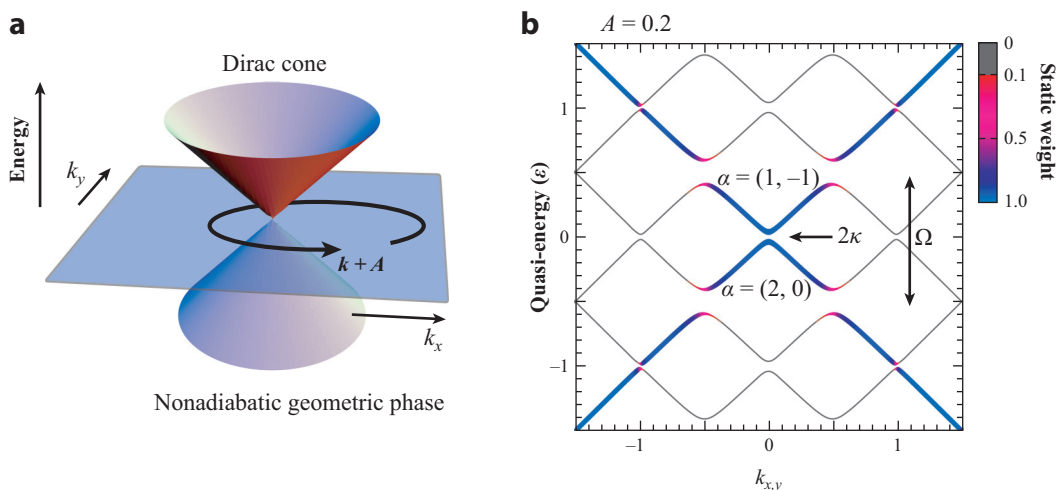 a
Dirac cone
Energy
k_y
k + A
k_x
Nonadiabatic geometric phase
b
A = 0.2
Quasi-energy (ε)
1
0
−1
α = (1, −1)
2κ
Ω
α = (2, 0)
−1
0
1
k_{x,y}
0
0.1
0.5
1.0
Static weight